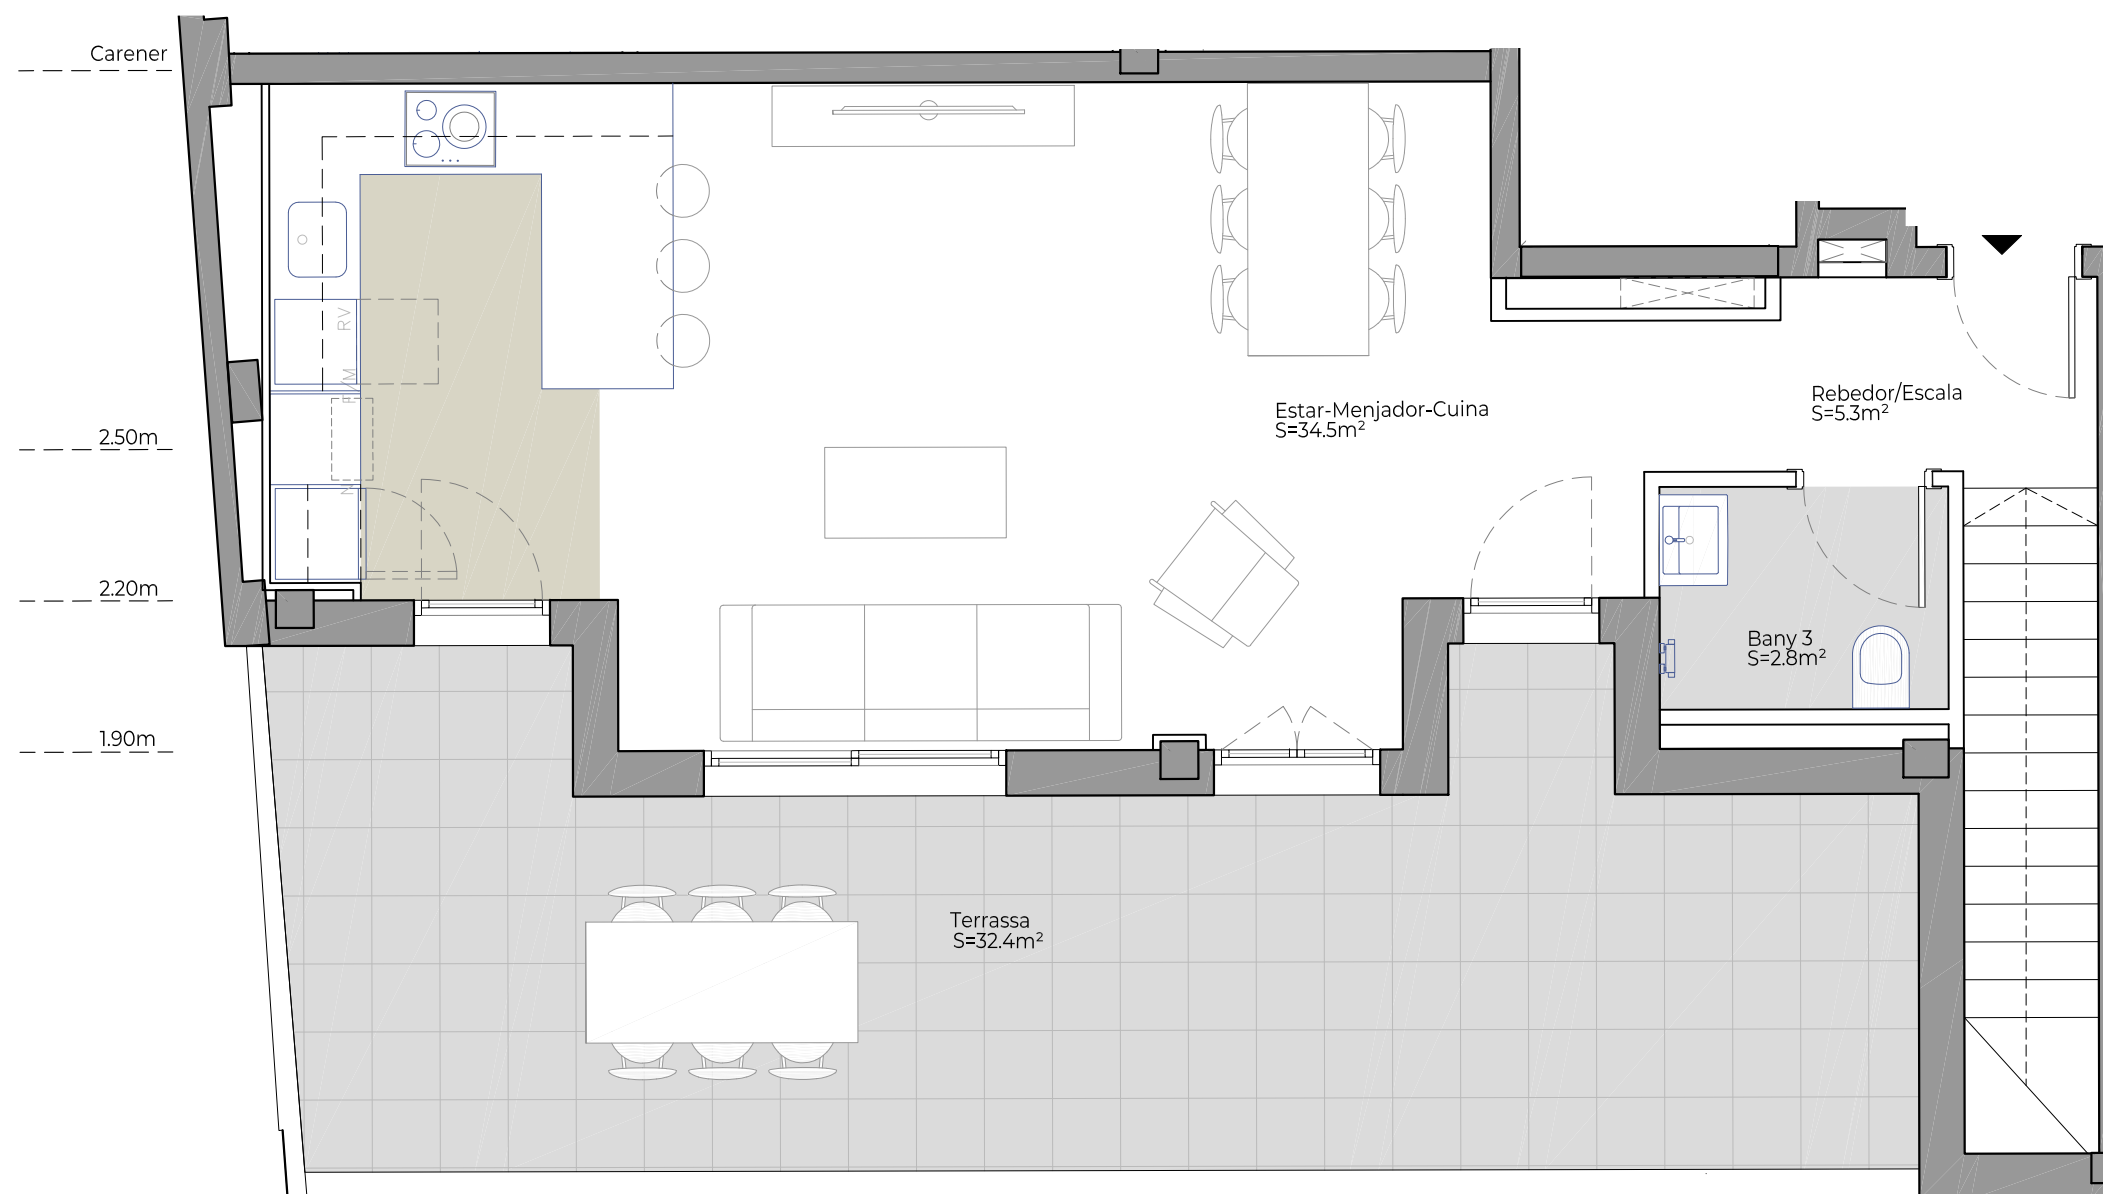 Carener
RV
F/M
2.50m
Estar-Menjador-Cuina
S=34.5m²
Rebedor/Escala
S=5.3m²
M
2.20m
Bany 3
S=2.8m²
1.90m
Terrassa
S=32.4m²